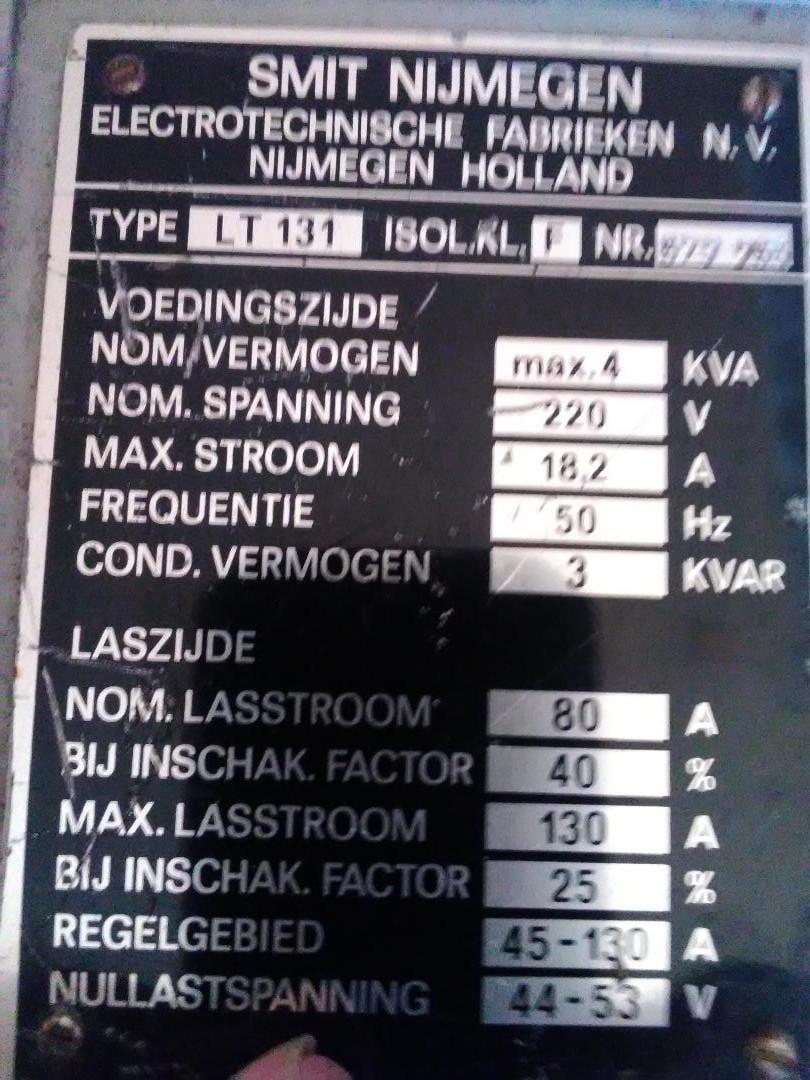 SMIT NIJMEGEN
ELECTROTECHNISCHE FABRIEKEN N.V.
NIJMEGEN HOLLAND
TYPE LT 131 ISOL.KL. F NR.
VOEDINGSZIJDE
NOM. VERMOGEN max.4 KVA
NOM. SPANNING 220 V
MAX. STROOM 18,2 A
FREQUENTIE 50 Hz
COND. VERMOGEN 3 KVAR
LASZIJDE
NOM. LASSTROOM 80 A
BIJ INSCHAK. FACTOR 40 %
MAX. LASSTROOM 130 A
BIJ INSCHAK. FACTOR 25 %
REGELGEBIED 45-130 A
NULLASTSPANNING 44-53 V